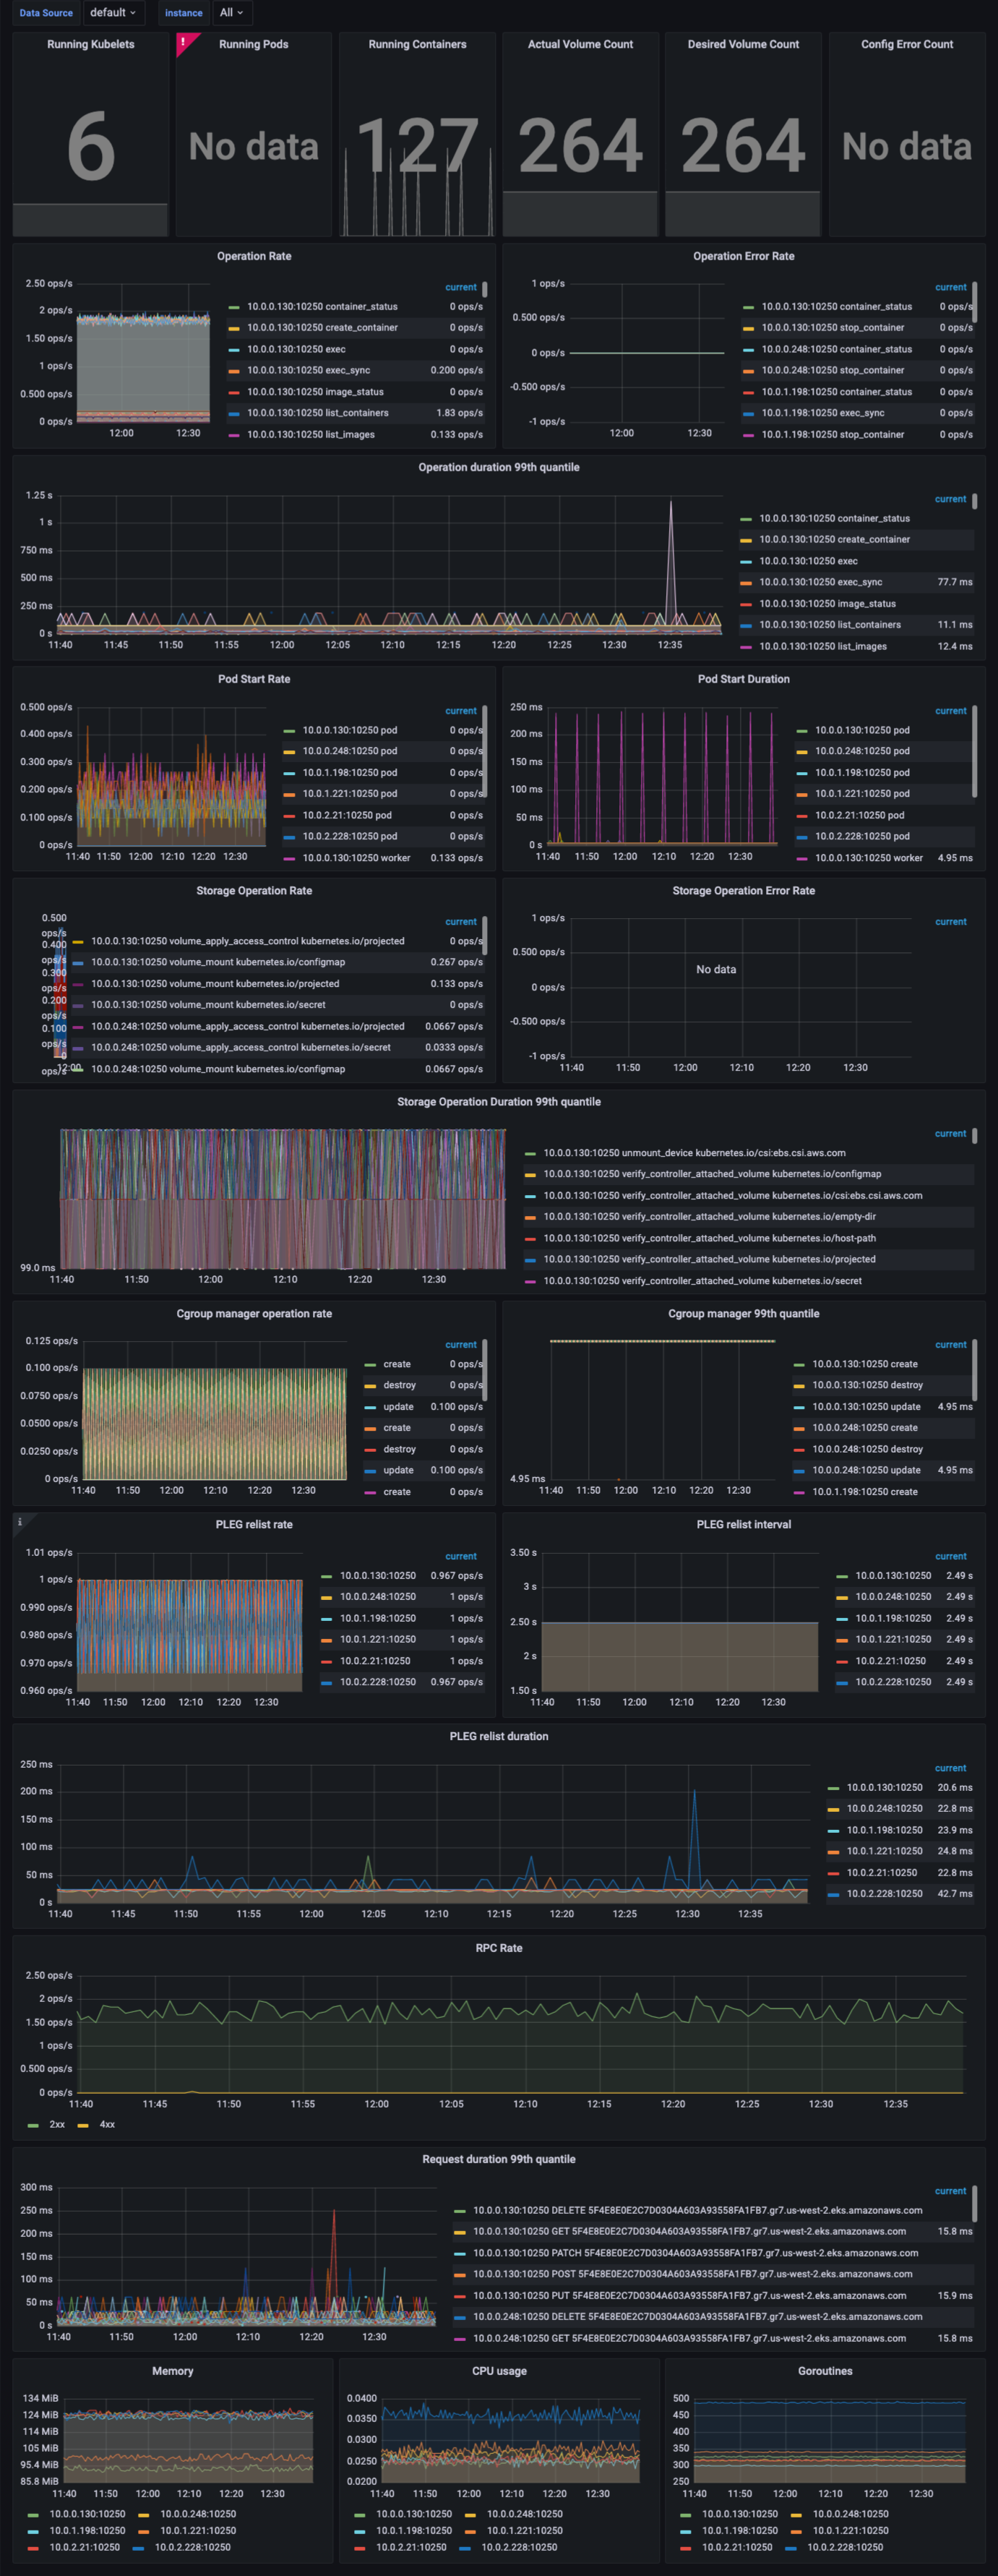 Data Source default instance All
Running Kubelets
6
Running Pods
No data
Running Containers
127
Actual Volume Count
264
Desired Volume Count
264
Config Error Count
No data
Operation Rate
2.50 ops/s
2 ops/s
1.50 ops/s
1 ops/s
0.500 ops/s
0 ops/s
12:00 12:30
current
10.0.0.130:10250 container_status 0 ops/s
10.0.0.130:10250 create_container 0 ops/s
10.0.0.130:10250 exec 0 ops/s
10.0.0.130:10250 exec_sync 0.200 ops/s
10.0.0.130:10250 image_status 0 ops/s
10.0.0.130:10250 list_containers 1.83 ops/s
10.0.0.130:10250 list_images 0.133 ops/s
Operation Error Rate
1 ops/s
0.500 ops/s
0 ops/s
-0.500 ops/s
-1 ops/s
12:00 12:30
current
10.0.0.130:10250 container_status 0 ops/s
10.0.0.130:10250 stop_container 0 ops/s
10.0.0.248:10250 container_status 0 ops/s
10.0.0.248:10250 stop_container 0 ops/s
10.0.1.198:10250 container_status 0 ops/s
10.0.1.198:10250 exec_sync 0 ops/s
10.0.1.198:10250 stop_container 0 ops/s
Operation duration 99th quantile
1.25 s
1 s
750 ms
500 ms
250 ms
0 s
11:40 11:45 11:50 11:55 12:00 12:05 12:10 12:15 12:20 12:25 12:30 12:35
current
10.0.0.130:10250 container_status
10.0.0.130:10250 create_container
10.0.0.130:10250 exec
10.0.0.130:10250 exec_sync 77.7 ms
10.0.0.130:10250 image_status
10.0.0.130:10250 list_containers 11.1 ms
10.0.0.130:10250 list_images 12.4 ms
Pod Start Rate
0.500 ops/s
0.400 ops/s
0.300 ops/s
0.200 ops/s
0.100 ops/s
0 ops/s
11:40 11:50 12:00 12:10 12:20 12:30
current
10.0.0.130:10250 pod 0 ops/s
10.0.0.248:10250 pod 0 ops/s
10.0.1.198:10250 pod 0 ops/s
10.0.1.221:10250 pod 0 ops/s
10.0.2.21:10250 pod 0 ops/s
10.0.2.228:10250 pod 0 ops/s
10.0.0.130:10250 worker 0.133 ops/s
Pod Start Duration
250 ms
200 ms
150 ms
100 ms
50 ms
0 s
11:40 11:50 12:00 12:10 12:20 12:30
current
10.0.0.130:10250 pod
10.0.0.248:10250 pod
10.0.1.198:10250 pod
10.0.1.221:10250 pod
10.0.2.21:10250 pod
10.0.2.228:10250 pod
10.0.0.130:10250 worker 4.95 ms
Storage Operation Rate
0.500
ops/s
0.400
ops/s
0.300
ops/s
0.200
ops/s
0.100
ops/s
0
ops/s
12:00
current
10.0.0.130:10250 volume_apply_access_control kubernetes.io/projected 0 ops/s
10.0.0.130:10250 volume_mount kubernetes.io/configmap 0.267 ops/s
10.0.0.130:10250 volume_mount kubernetes.io/projected 0.133 ops/s
10.0.0.130:10250 volume_mount kubernetes.io/secret 0 ops/s
10.0.0.248:10250 volume_apply_access_control kubernetes.io/projected 0.0667 ops/s
10.0.0.248:10250 volume_apply_access_control kubernetes.io/secret 0.0333 ops/s
10.0.0.248:10250 volume_mount kubernetes.io/configmap 0.0667 ops/s
Storage Operation Error Rate
1 ops/s
0.500 ops/s
0 ops/s
-0.500 ops/s
-1 ops/s
No data
11:40 11:50 12:00 12:10 12:20 12:30
current
Storage Operation Duration 99th quantile
99.0 ms
11:40 11:50 12:00 12:10 12:20 12:30
current
10.0.0.130:10250 unmount_device kubernetes.io/csi:ebs.csi.aws.com
10.0.0.130:10250 verify_controller_attached_volume kubernetes.io/configmap
10.0.0.130:10250 verify_controller_attached_volume kubernetes.io/csi:ebs.csi.aws.com
10.0.0.130:10250 verify_controller_attached_volume kubernetes.io/empty-dir
10.0.0.130:10250 verify_controller_attached_volume kubernetes.io/host-path
10.0.0.130:10250 verify_controller_attached_volume kubernetes.io/projected
10.0.0.130:10250 verify_controller_attached_volume kubernetes.io/secret
Cgroup manager operation rate
0.125 ops/s
0.100 ops/s
0.0750 ops/s
0.0500 ops/s
0.0250 ops/s
0 ops/s
11:40 11:50 12:00 12:10 12:20 12:30
current
create 0 ops/s
destroy 0 ops/s
update 0.100 ops/s
create 0 ops/s
destroy 0 ops/s
update 0.100 ops/s
create 0 ops/s
Cgroup manager 99th quantile
4.95 ms
11:40 11:50 12:00 12:10 12:20 12:30
current
10.0.0.130:10250 create
10.0.0.130:10250 destroy
10.0.0.130:10250 update 4.95 ms
10.0.0.248:10250 create
10.0.0.248:10250 destroy
10.0.0.248:10250 update 4.95 ms
10.0.1.198:10250 create
PLEG relist rate
1.01 ops/s
1 ops/s
0.990 ops/s
0.980 ops/s
0.970 ops/s
0.960 ops/s
11:40 11:50 12:00 12:10 12:20 12:30
current
10.0.0.130:10250 0.967 ops/s
10.0.0.248:10250 1 ops/s
10.0.1.198:10250 1 ops/s
10.0.1.221:10250 1 ops/s
10.0.2.21:10250 1 ops/s
10.0.2.228:10250 0.967 ops/s
PLEG relist interval
3.50 s
3 s
2.50 s
2 s
1.50 s
11:40 11:50 12:00 12:10 12:20 12:30
current
10.0.0.130:10250 2.49 s
10.0.0.248:10250 2.49 s
10.0.1.198:10250 2.49 s
10.0.1.221:10250 2.49 s
10.0.2.21:10250 2.49 s
10.0.2.228:10250 2.49 s
PLEG relist duration
250 ms
200 ms
150 ms
100 ms
50 ms
0 s
11:40 11:45 11:50 11:55 12:00 12:05 12:10 12:15 12:20 12:25 12:30 12:35
current
10.0.0.130:10250 20.6 ms
10.0.0.248:10250 22.8 ms
10.0.1.198:10250 23.9 ms
10.0.1.221:10250 24.8 ms
10.0.2.21:10250 22.8 ms
10.0.2.228:10250 42.7 ms
RPC Rate
2.50 ops/s
2 ops/s
1.50 ops/s
1 ops/s
0.500 ops/s
0 ops/s
11:40 11:45 11:50 11:55 12:00 12:05 12:10 12:15 12:20 12:25 12:30 12:35
2xx 4xx
Request duration 99th quantile
300 ms
250 ms
200 ms
150 ms
100 ms
50 ms
0 s
11:40 11:50 12:00 12:10 12:20 12:30
current
10.0.0.130:10250 DELETE 5F4E8E0E2C7D0304A603A93558FA1FB7.gr7.us-west-2.eks.amazonaws.com
10.0.0.130:10250 GET 5F4E8E0E2C7D0304A603A93558FA1FB7.gr7.us-west-2.eks.amazonaws.com 15.8 ms
10.0.0.130:10250 PATCH 5F4E8E0E2C7D0304A603A93558FA1FB7.gr7.us-west-2.eks.amazonaws.com
10.0.0.130:10250 POST 5F4E8E0E2C7D0304A603A93558FA1FB7.gr7.us-west-2.eks.amazonaws.com
10.0.0.130:10250 PUT 5F4E8E0E2C7D0304A603A93558FA1FB7.gr7.us-west-2.eks.amazonaws.com 15.9 ms
10.0.0.248:10250 DELETE 5F4E8E0E2C7D0304A603A93558FA1FB7.gr7.us-west-2.eks.amazonaws.com
10.0.0.248:10250 GET 5F4E8E0E2C7D0304A603A93558FA1FB7.gr7.us-west-2.eks.amazonaws.com 15.8 ms
Memory
134 MiB
124 MiB
114 MiB
105 MiB
95.4 MiB
85.8 MiB
11:40 11:50 12:00 12:10 12:20 12:30
10.0.0.130:10250 10.0.0.248:10250
10.0.1.198:10250 10.0.1.221:10250
10.0.2.21:10250 10.0.2.228:10250
CPU usage
0.0400
0.0350
0.0300
0.0250
0.0200
11:40 11:50 12:00 12:10 12:20 12:30
10.0.0.130:10250 10.0.0.248:10250
10.0.1.198:10250 10.0.1.221:10250
10.0.2.21:10250 10.0.2.228:10250
Goroutines
500
450
400
350
300
250
11:40 11:50 12:00 12:10 12:20 12:30
10.0.0.130:10250 10.0.0.248:10250
10.0.1.198:10250 10.0.1.221:10250
10.0.2.21:10250 10.0.2.228:10250